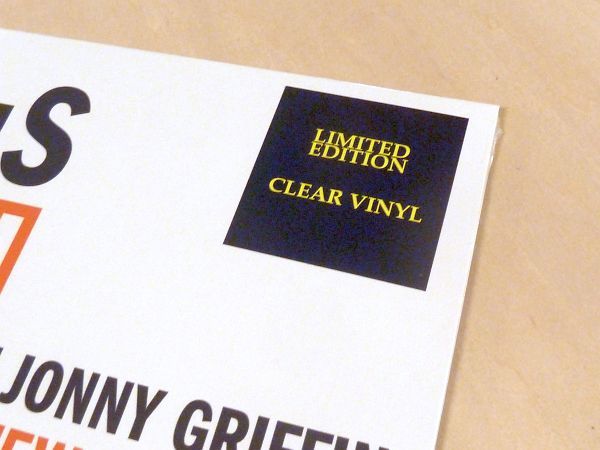 S
LIMITED
EDITION
CLEAR VINYL
JONNY GRIFFIN